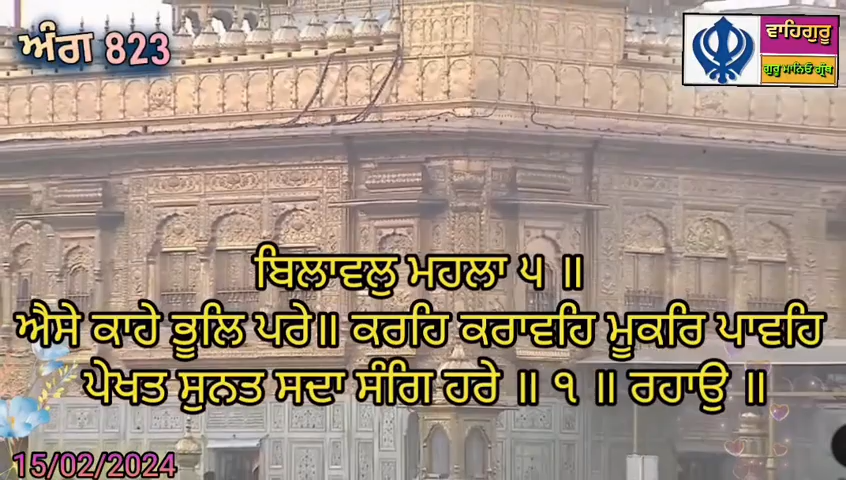 ਅੰਗ 823
ਵਾਹਿਗੁਰੂ
ਗੁਰੂ ਮਾਨਿਓ ਗ੍ਰੰਥ
ਬਿਲਾਵਲੁ ਮਹਲਾ ੫ ॥
ਐਸੇ ਕਾਹੇ ਭੂਲਿ ਪਰੇ॥ ਕਰਹਿ ਕਰਾਵਹਿ ਮੂਕਰਿ ਪਾਵਹਿ
ਪੇਖਤ ਸੁਨਤ ਸਦਾ ਸੰਗਿ ਹਰੇ ॥ ੧ ॥ ਰਹਾਉ ॥
15/02/2024